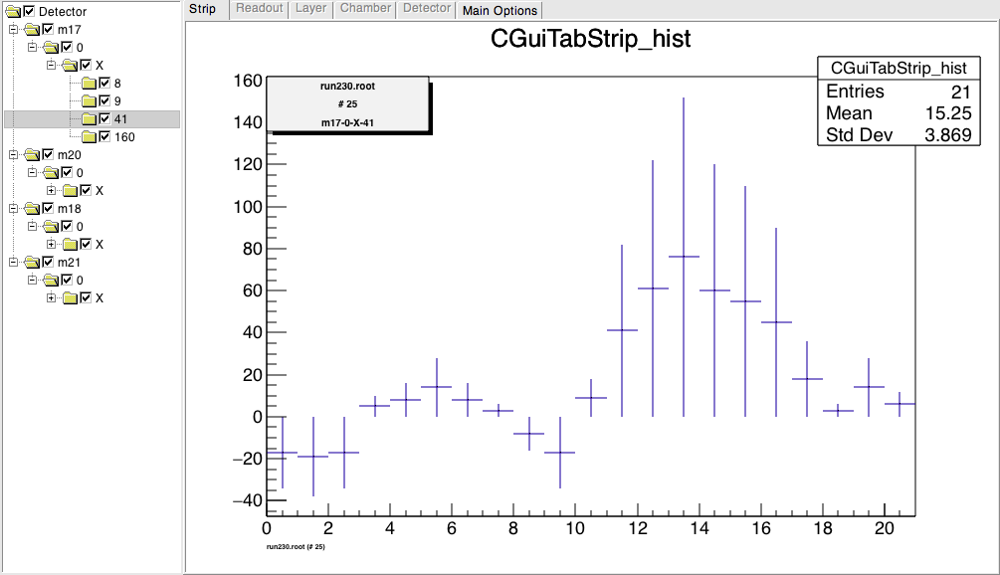 Strip Readout Layer Chamber Detector Main Options
Detector
m17
0
X
8
9
41
160
m20
0
X
m18
0
X
m21
0
X
CGuiTabStrip_hist
run230.root
# 25
m17-0-X-41
CGuiTabStrip_hist
Entries 21
Mean 15.25
Std Dev 3.869
160
140
120
100
80
60
40
20
0
−20
−40
0 2 4 6 8 10 12 14 16 18 20
run230.root (# 25)